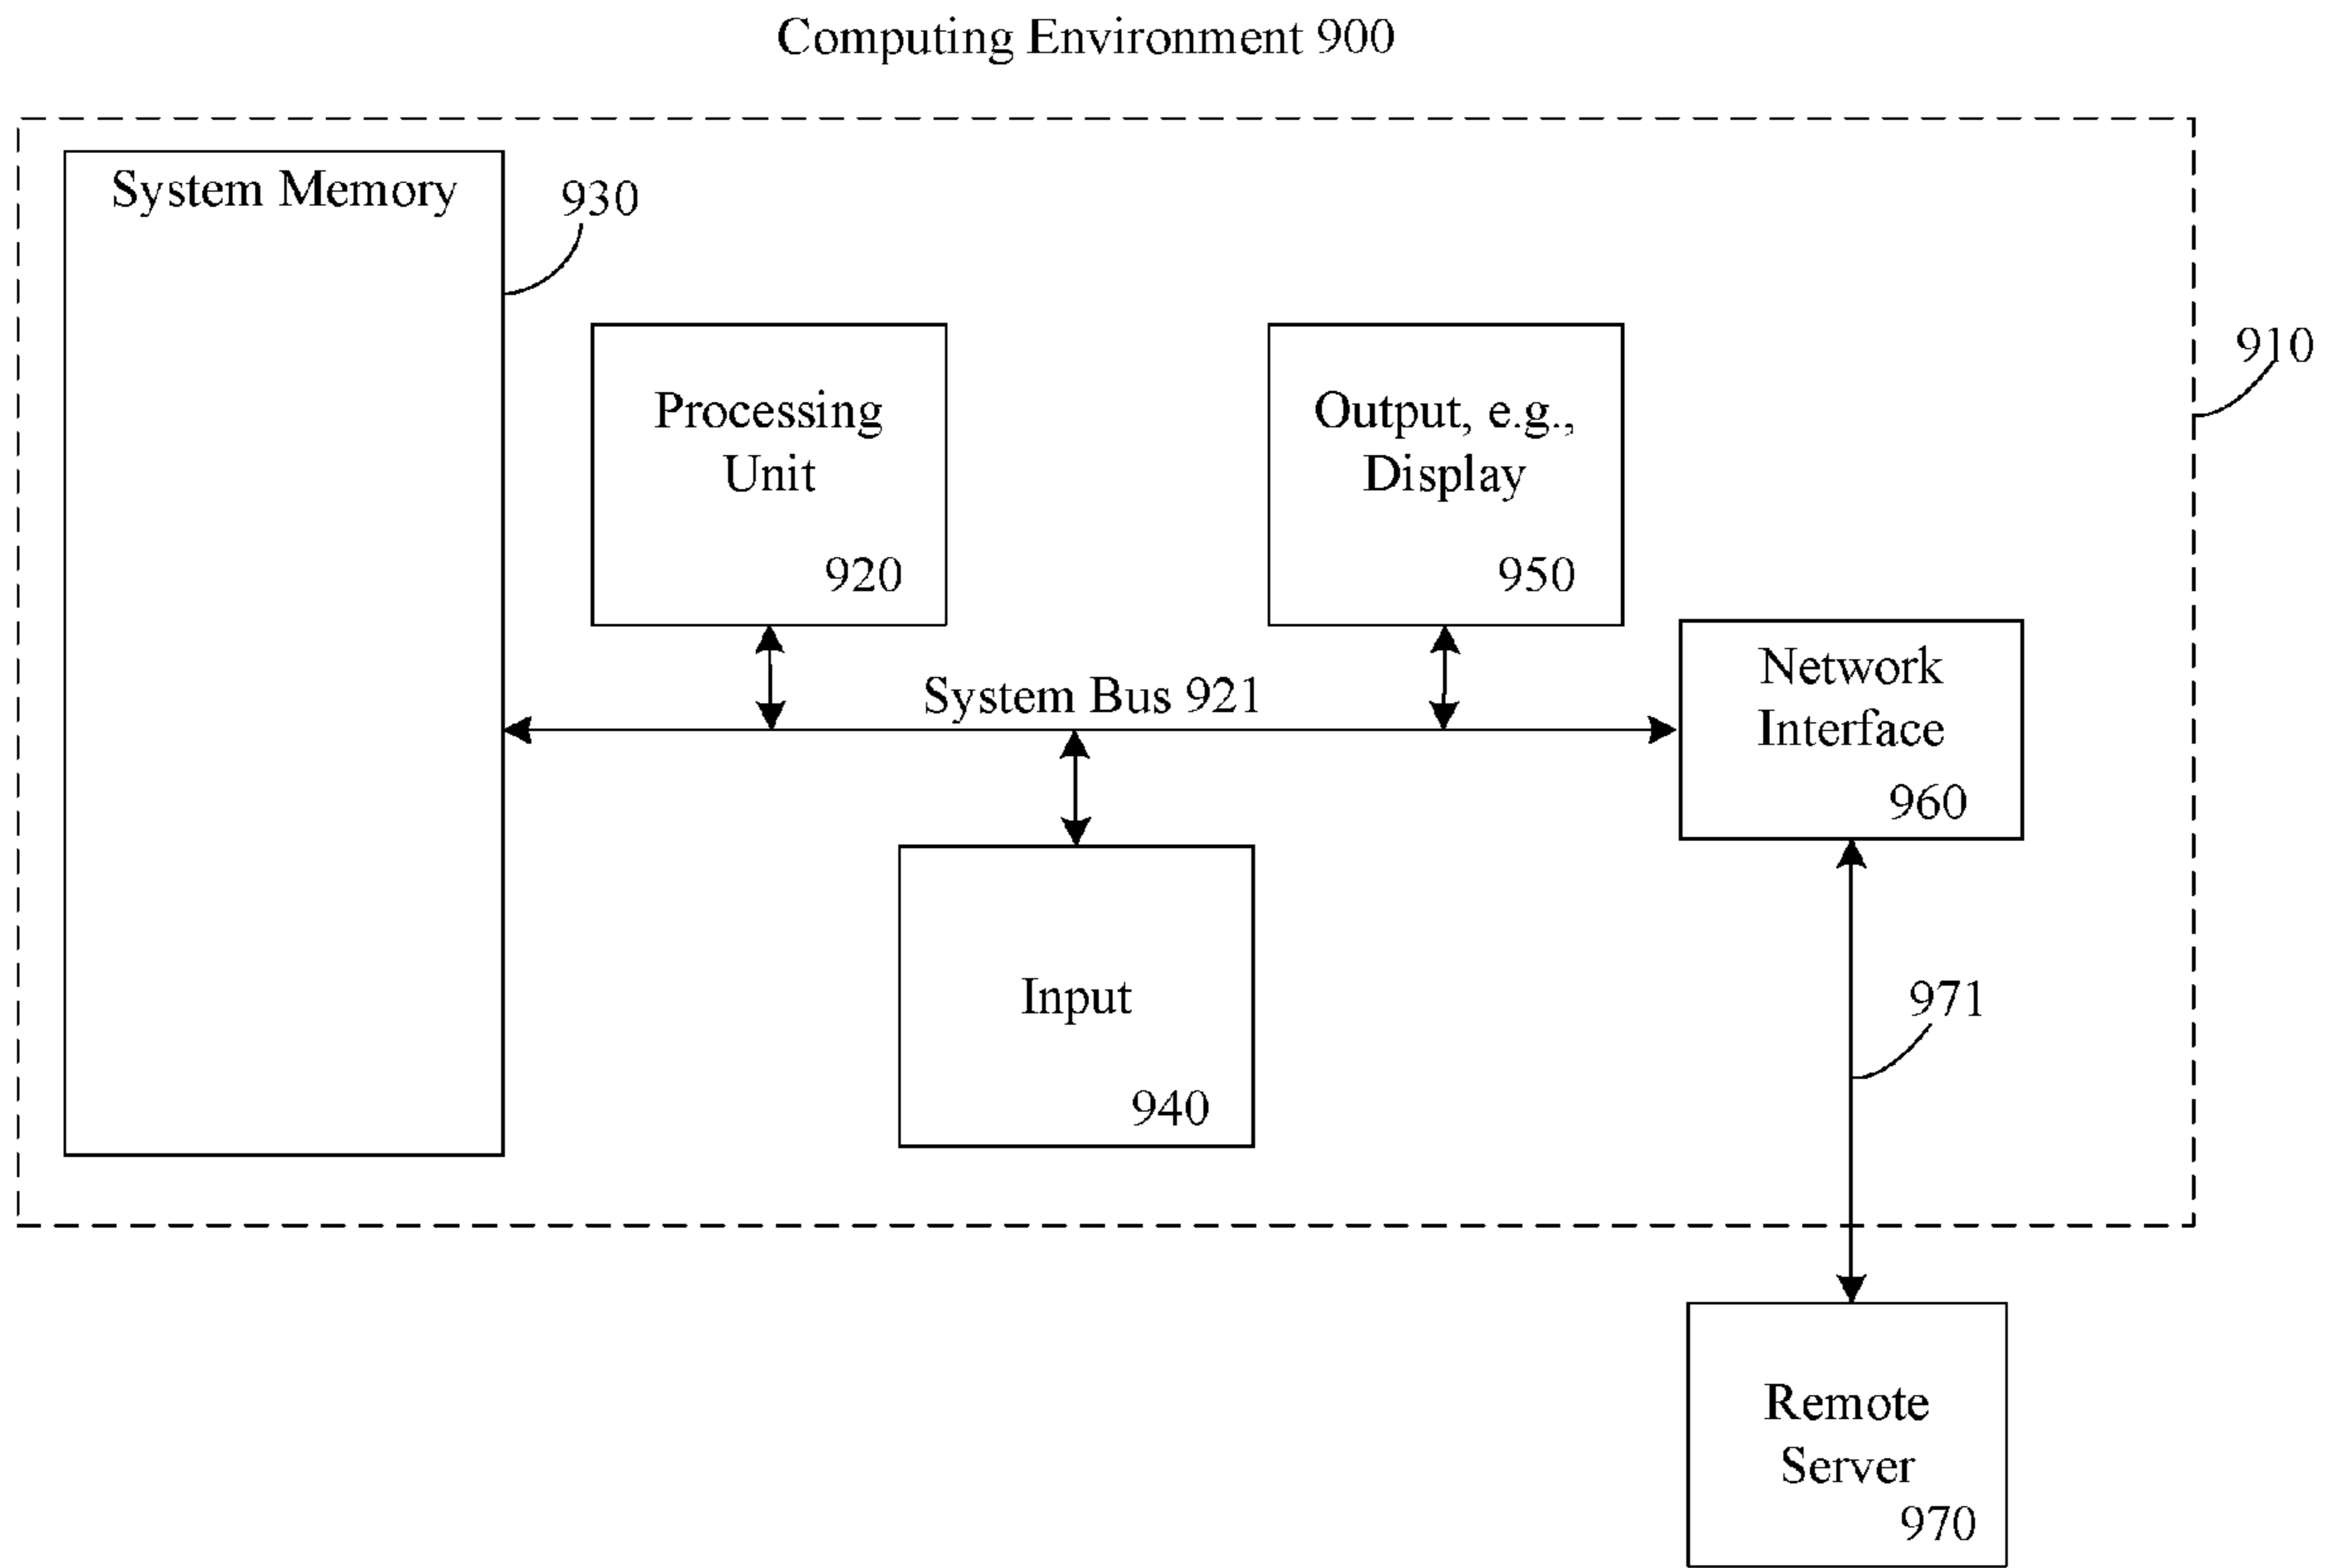 Computing Environment 900
System Memory
930
910
Processing
Unit
920
Output, e.g.,
Display
950
System Bus 921
Network
Interface
960
Input
940
971
Remote
Server
970